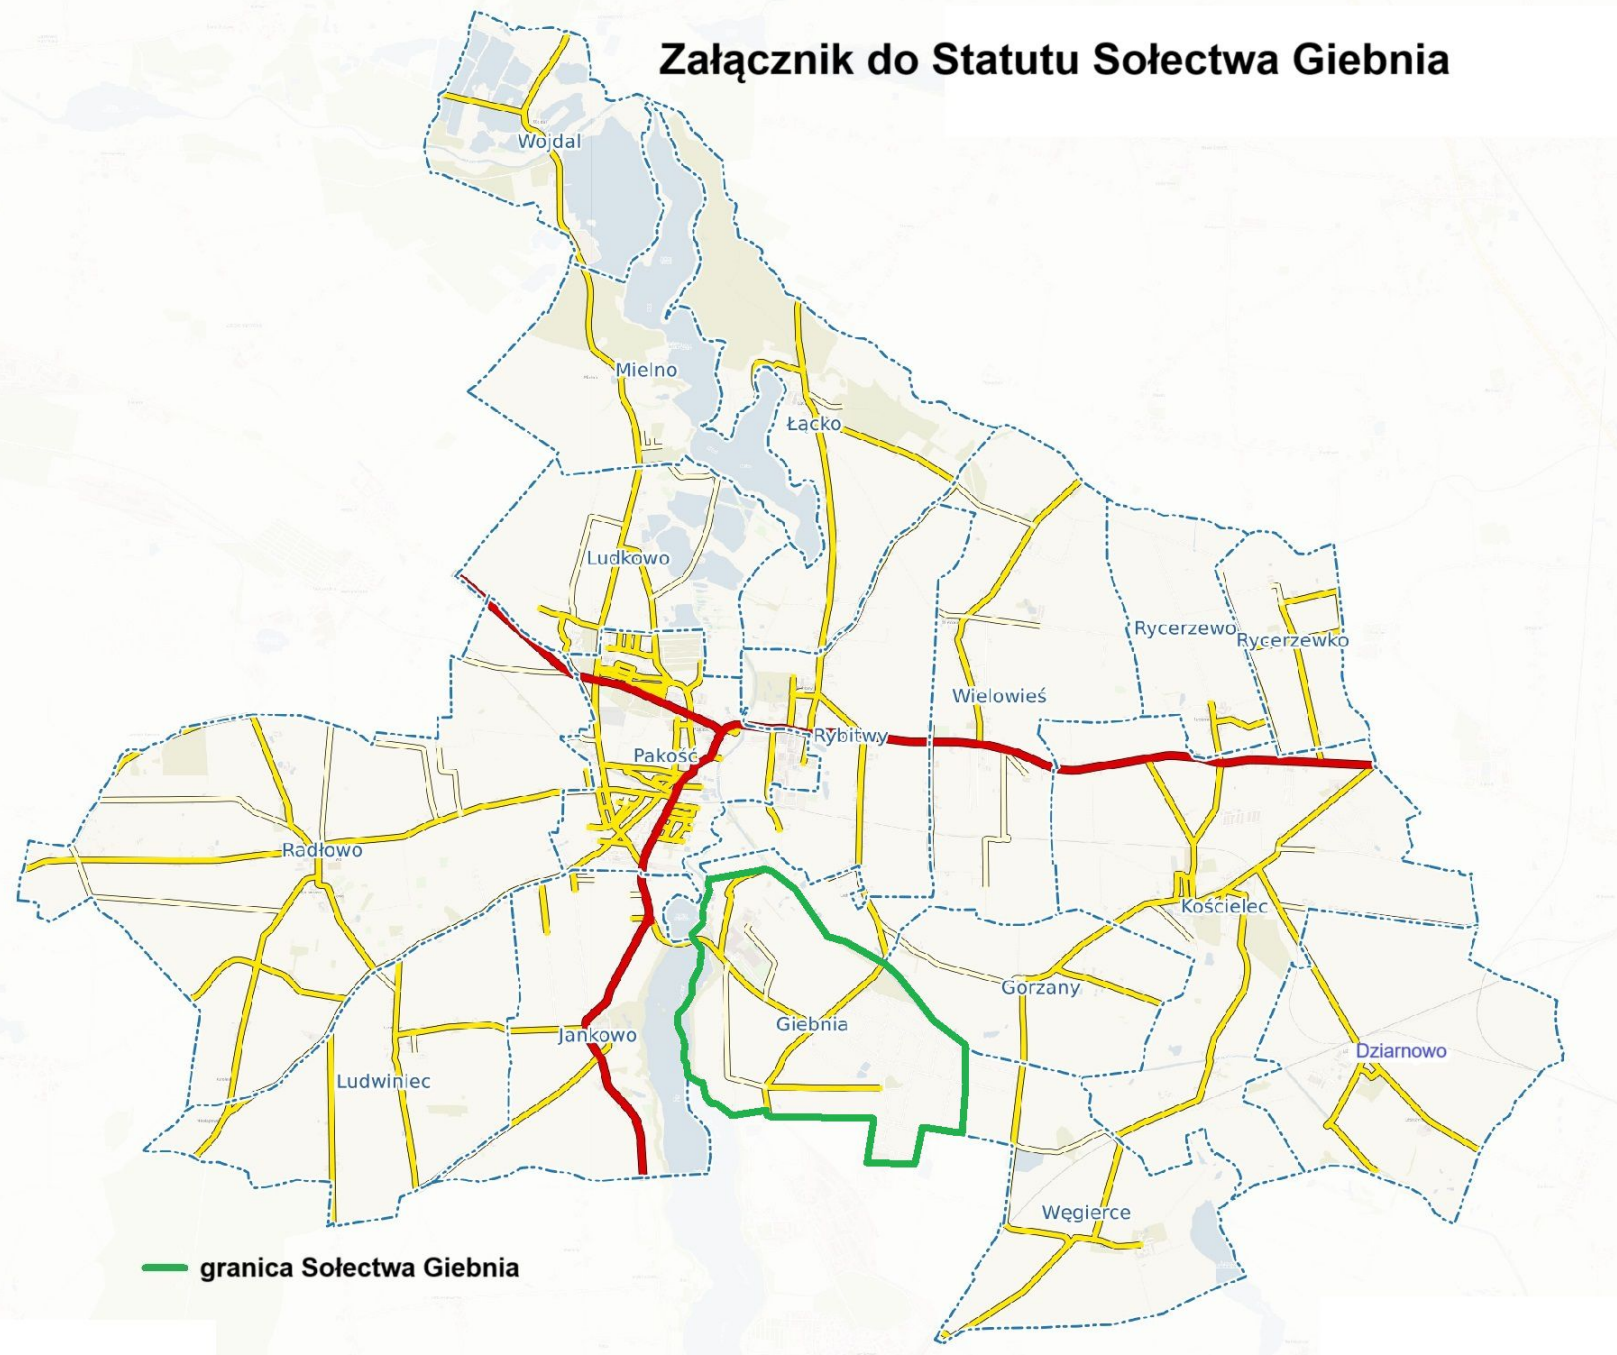 Załącznik do Statutu Sołectwa Giebnia
Wojdal
Mielno
Łącko
Ludkowo
Rycerzewo
Rycerzewko
Wielowieś
Rybitwy
Pakość
Radłowo
Kościelec
Gorzany
Giebnia
Jankowo
Dziarnowo
Ludwiniec
Węgierce
granica Sołectwa Giebnia